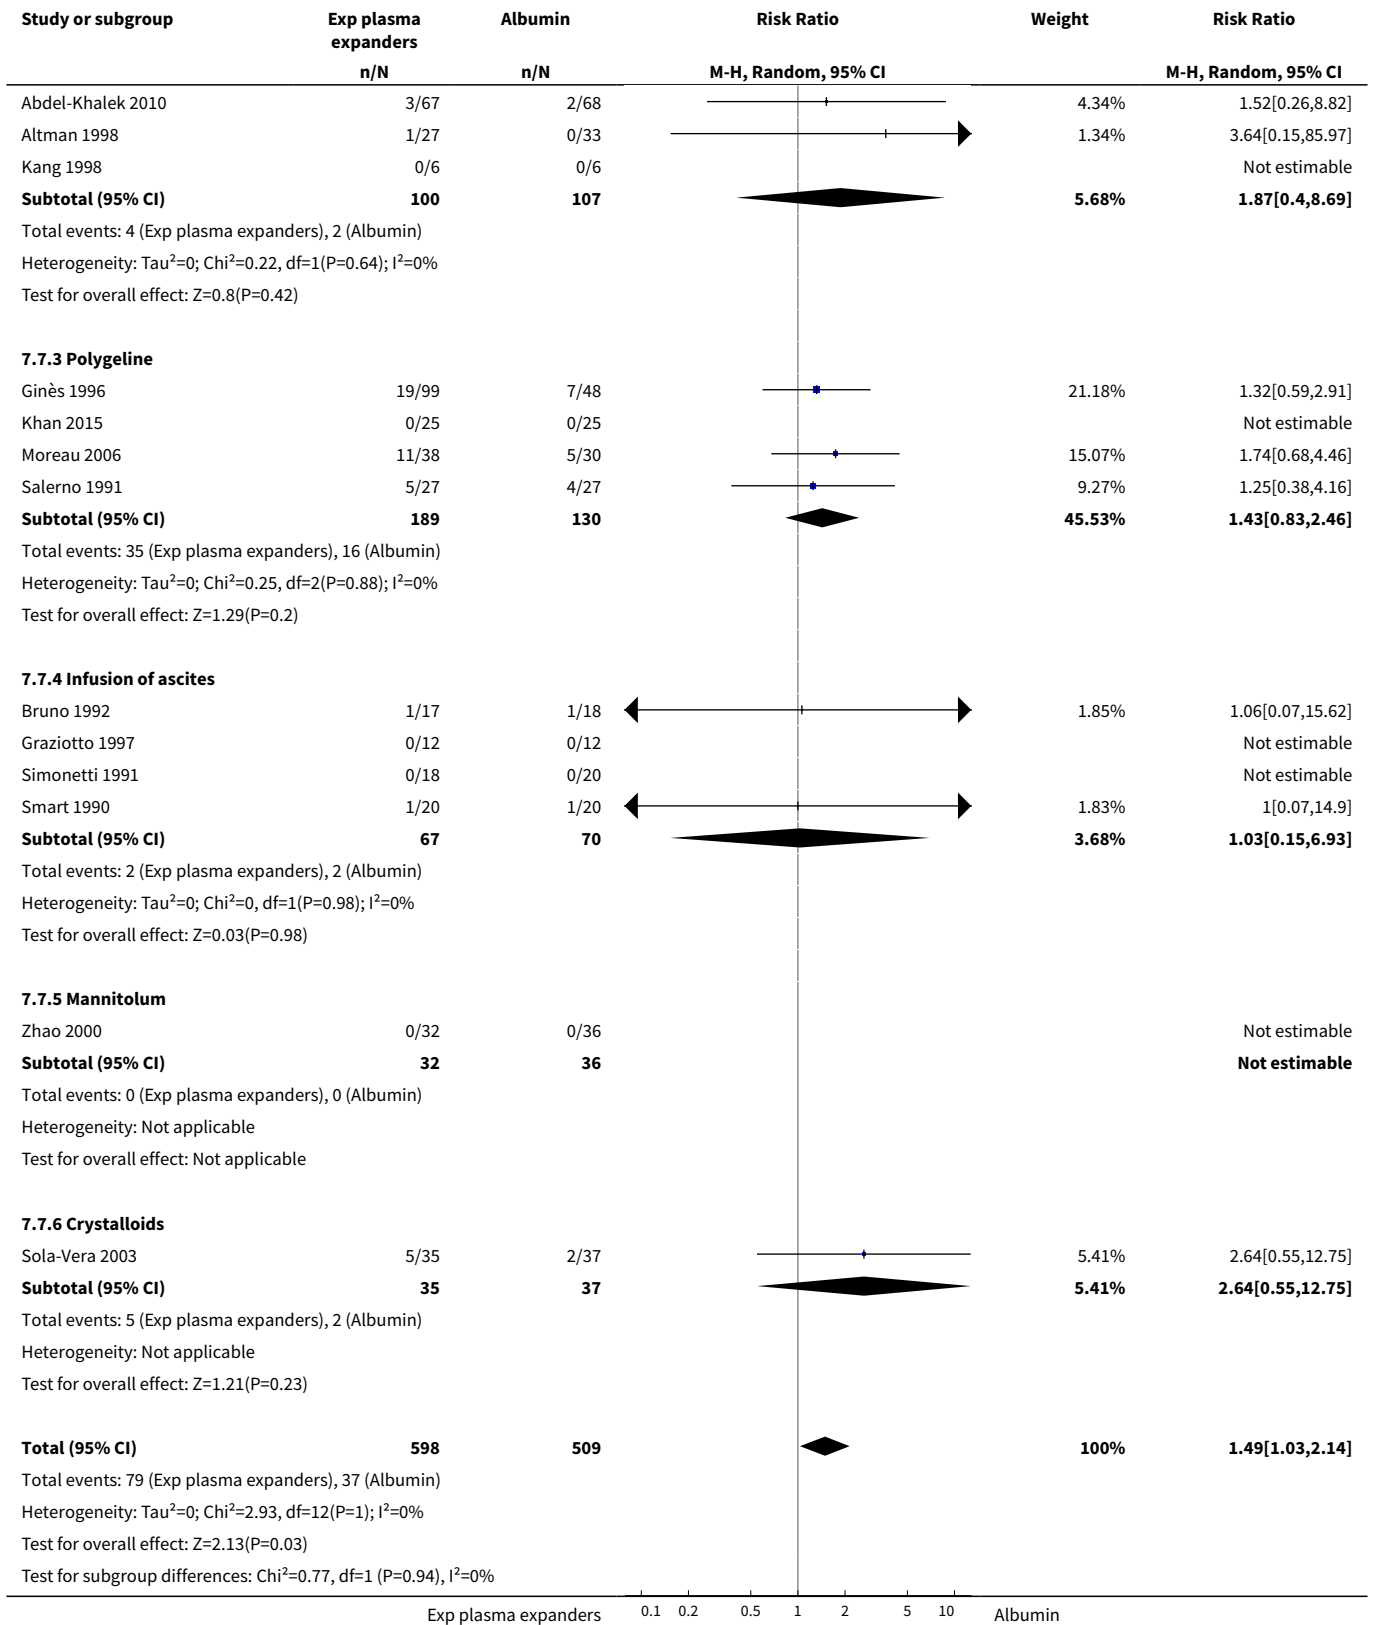 Study or subgroup Exp plasma expanders Albumin Risk Ratio Weight Risk Ratio
n/N n/N M-H, Random, 95% CI M-H, Random, 95% CI
Abdel-Khalek 2010 3/67 2/68 4.34% 1.52[0.26,8.82]
Altman 1998 1/27 0/33 1.34% 3.64[0.15,85.97]
Kang 1998 0/6 0/6 Not estimable
Subtotal (95% CI) 100 107 5.68% 1.87[0.4,8.69]
Total events: 4 (Exp plasma expanders), 2 (Albumin)
Heterogeneity: Tau²=0; Chi²=0.22, df=1(P=0.64); I²=0%
Test for overall effect: Z=0.8(P=0.42)
7.7.3 Polygeline
Ginès 1996 19/99 7/48 21.18% 1.32[0.59,2.91]
Khan 2015 0/25 0/25 Not estimable
Moreau 2006 11/38 5/30 15.07% 1.74[0.68,4.46]
Salerno 1991 5/27 4/27 9.27% 1.25[0.38,4.16]
Subtotal (95% CI) 189 130 45.53% 1.43[0.83,2.46]
Total events: 35 (Exp plasma expanders), 16 (Albumin)
Heterogeneity: Tau²=0; Chi²=0.25, df=2(P=0.88); I²=0%
Test for overall effect: Z=1.29(P=0.2)
7.7.4 Infusion of ascites
Bruno 1992 1/17 1/18 1.85% 1.06[0.07,15.62]
Graziotto 1997 0/12 0/12 Not estimable
Simonetti 1991 0/18 0/20 Not estimable
Smart 1990 1/20 1/20 1.83% 1[0.07,14.9]
Subtotal (95% CI) 67 70 3.68% 1.03[0.15,6.93]
Total events: 2 (Exp plasma expanders), 2 (Albumin)
Heterogeneity: Tau²=0; Chi²=0, df=1(P=0.98); I²=0%
Test for overall effect: Z=0.03(P=0.98)
7.7.5 Mannitolum
Zhao 2000 0/32 0/36 Not estimable
Subtotal (95% CI) 32 36 Not estimable
Total events: 0 (Exp plasma expanders), 0 (Albumin)
Heterogeneity: Not applicable
Test for overall effect: Not applicable
7.7.6 Crystalloids
Sola-Vera 2003 5/35 2/37 5.41% 2.64[0.55,12.75]
Subtotal (95% CI) 35 37 5.41% 2.64[0.55,12.75]
Total events: 5 (Exp plasma expanders), 2 (Albumin)
Heterogeneity: Not applicable
Test for overall effect: Z=1.21(P=0.23)
Total (95% CI) 598 509 100% 1.49[1.03,2.14]
Total events: 79 (Exp plasma expanders), 37 (Albumin)
Heterogeneity: Tau²=0; Chi²=2.93, df=12(P=1); I²=0%
Test for overall effect: Z=2.13(P=0.03)
Test for subgroup differences: Chi²=0.77, df=1 (P=0.94), I²=0%
Exp plasma expanders 0.1 0.2 0.5 1 2 5 10 Albumin